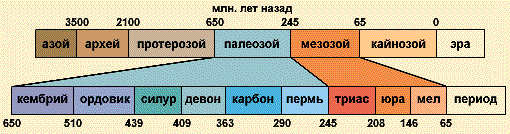 млн. лет назад
3500 2100 650 245 65 0
азой архей протерозой палеозой мезозой кайнозой эра
кембрий ордовик силур девон карбон пермь триас юра мел период
650 510 439 409 363 290 245 208 146 65